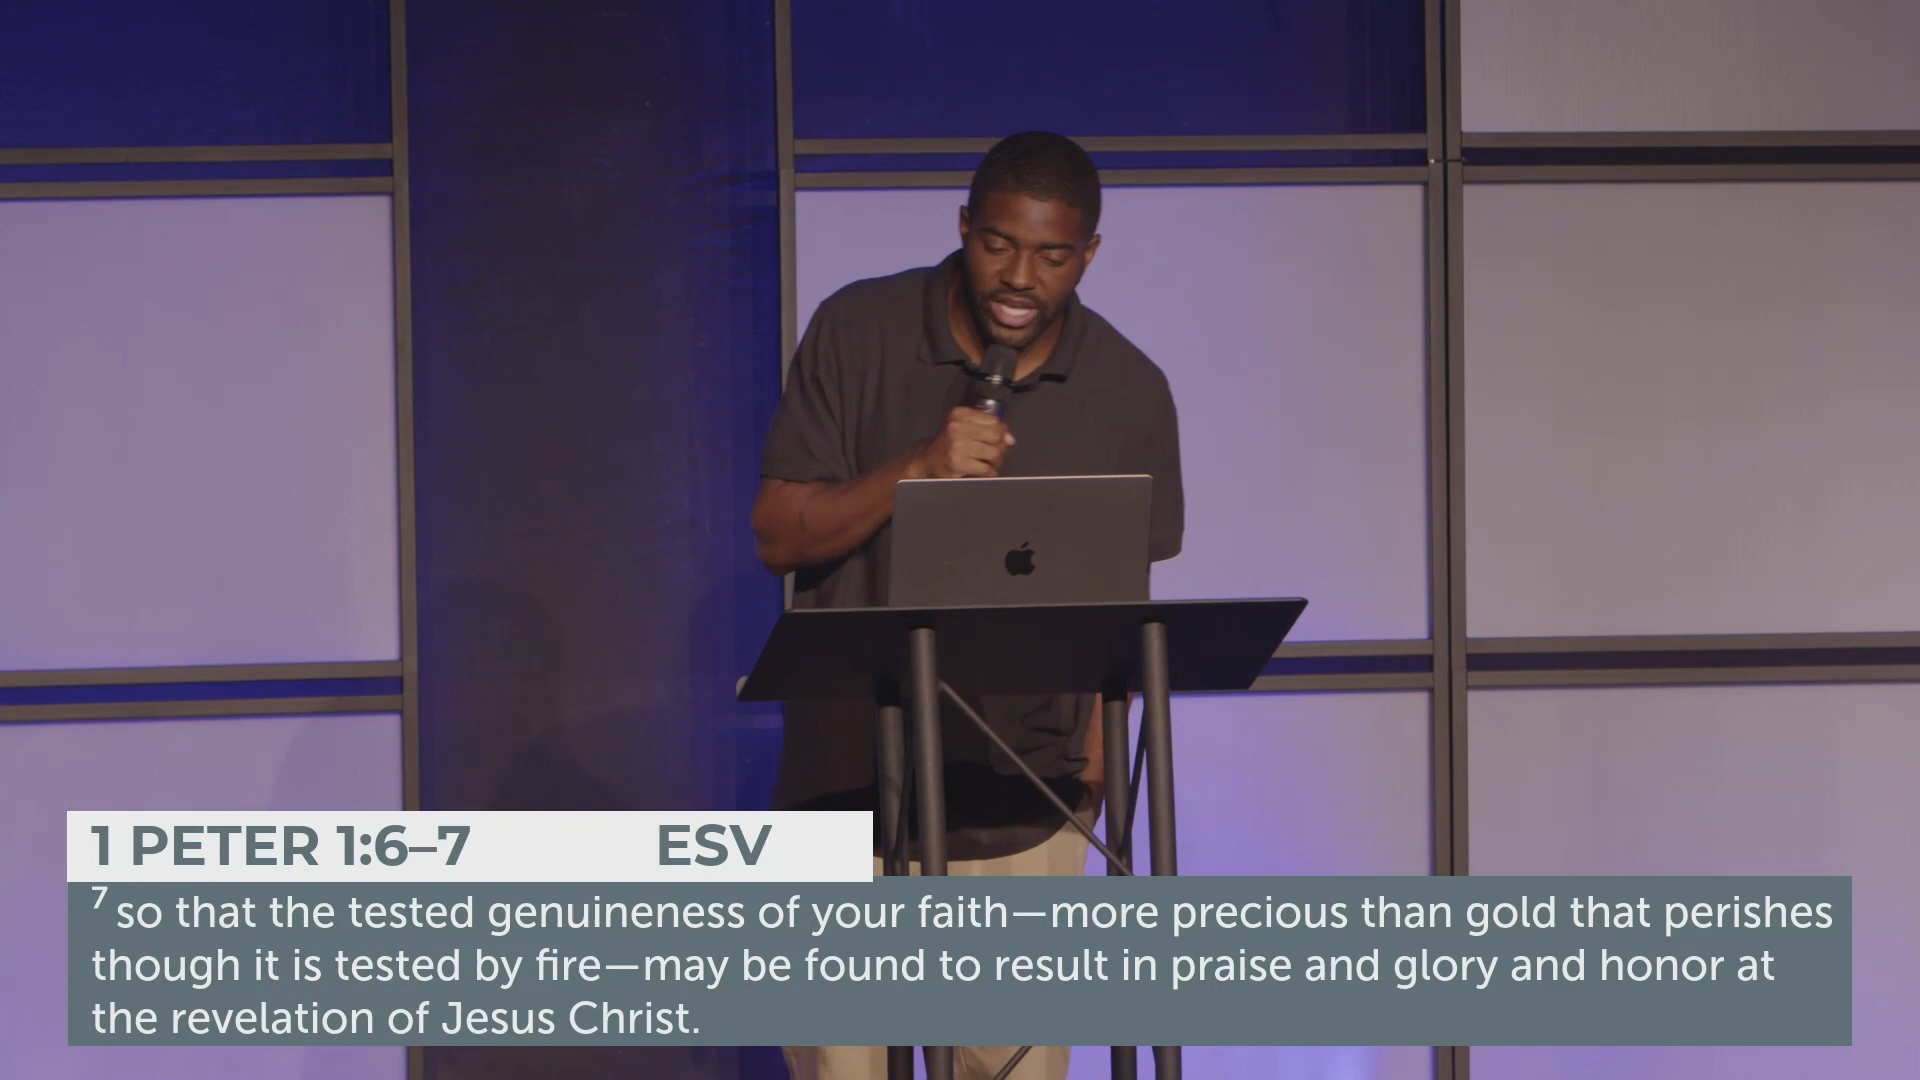 1 PETER 1:6–7 ESV
7 so that the tested genuineness of your faith—more precious than gold that perishes
though it is tested by fire—may be found to result in praise and glory and honor at
the revelation of Jesus Christ.